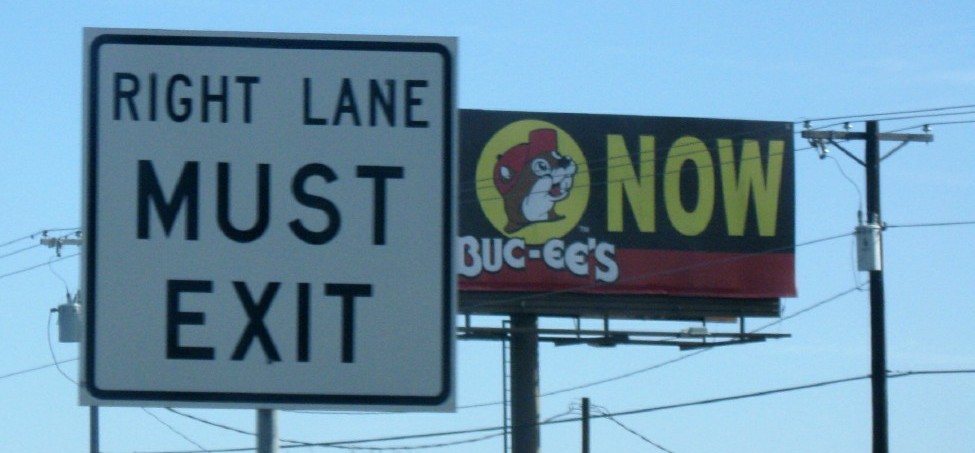 RIGHT LANE
MUST
EXIT
NOW
BUC-EE'S